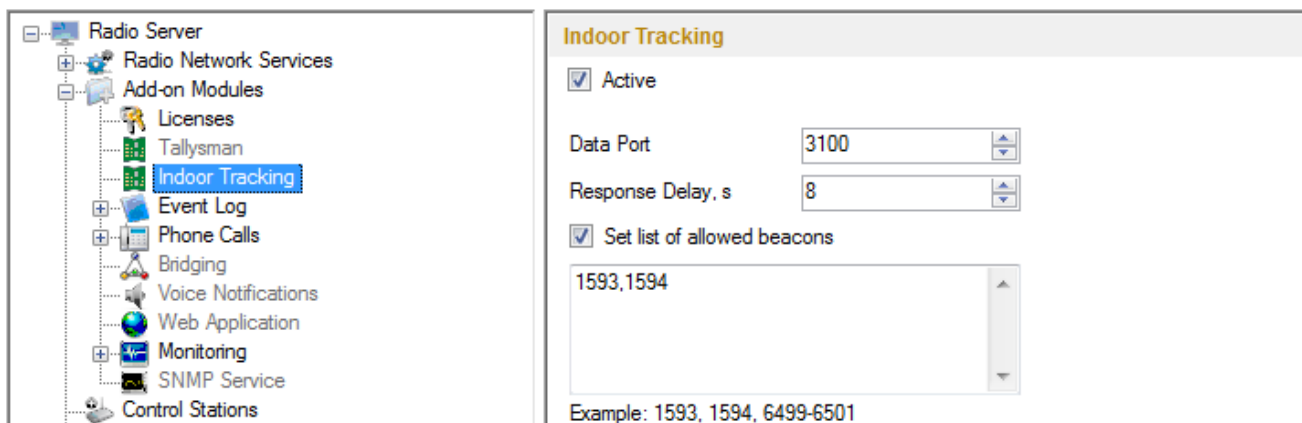 Radio Server
Radio Network Services
Add-on Modules
Licenses
Tallysman
Indoor Tracking
Event Log
Phone Calls
Bridging
Voice Notifications
Web Application
Monitoring
SNMP Service
Control Stations
Indoor Tracking
Active
Data Port 3100
Response Delay, s 8
Set list of allowed beacons
1593,1594
Example: 1593, 1594, 6499-6501